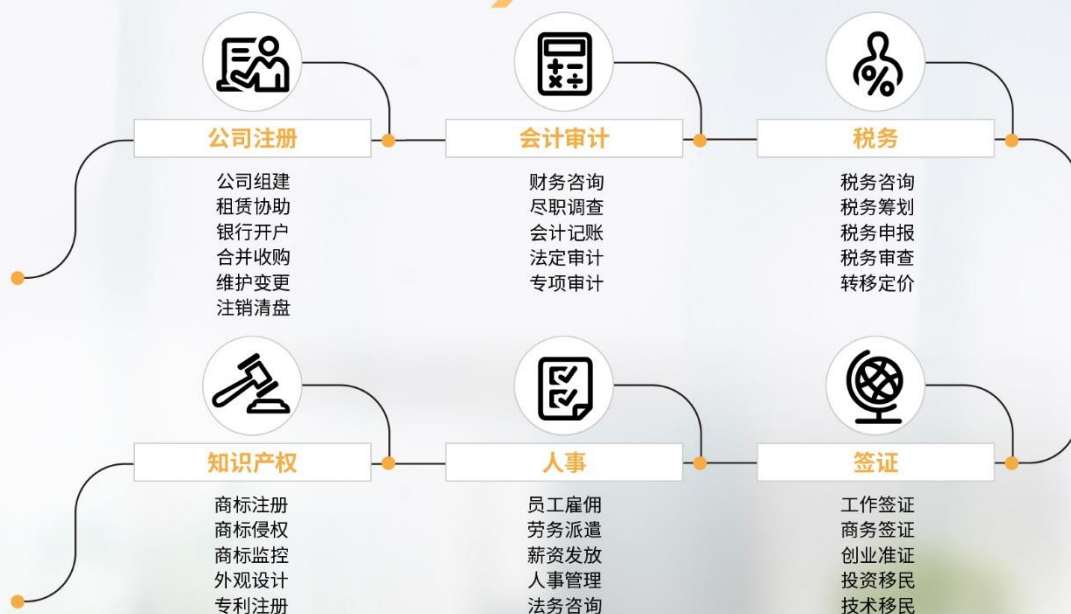 公司注册
公司组建
租赁协助
银行开户
合并收购
维护变更
注销清盘
会计审计
财务咨询
尽职调查
会计记账
法定审计
专项审计
税务
税务咨询
税务筹划
税务申报
税务审查
转移定价
知识产权
商标注册
商标侵权
商标监控
外观设计
专利注册
人事
员工雇佣
劳务派遣
薪资发放
人事管理
法务咨询
签证
工作签证
商务签证
创业准证
投资移民
技术移民